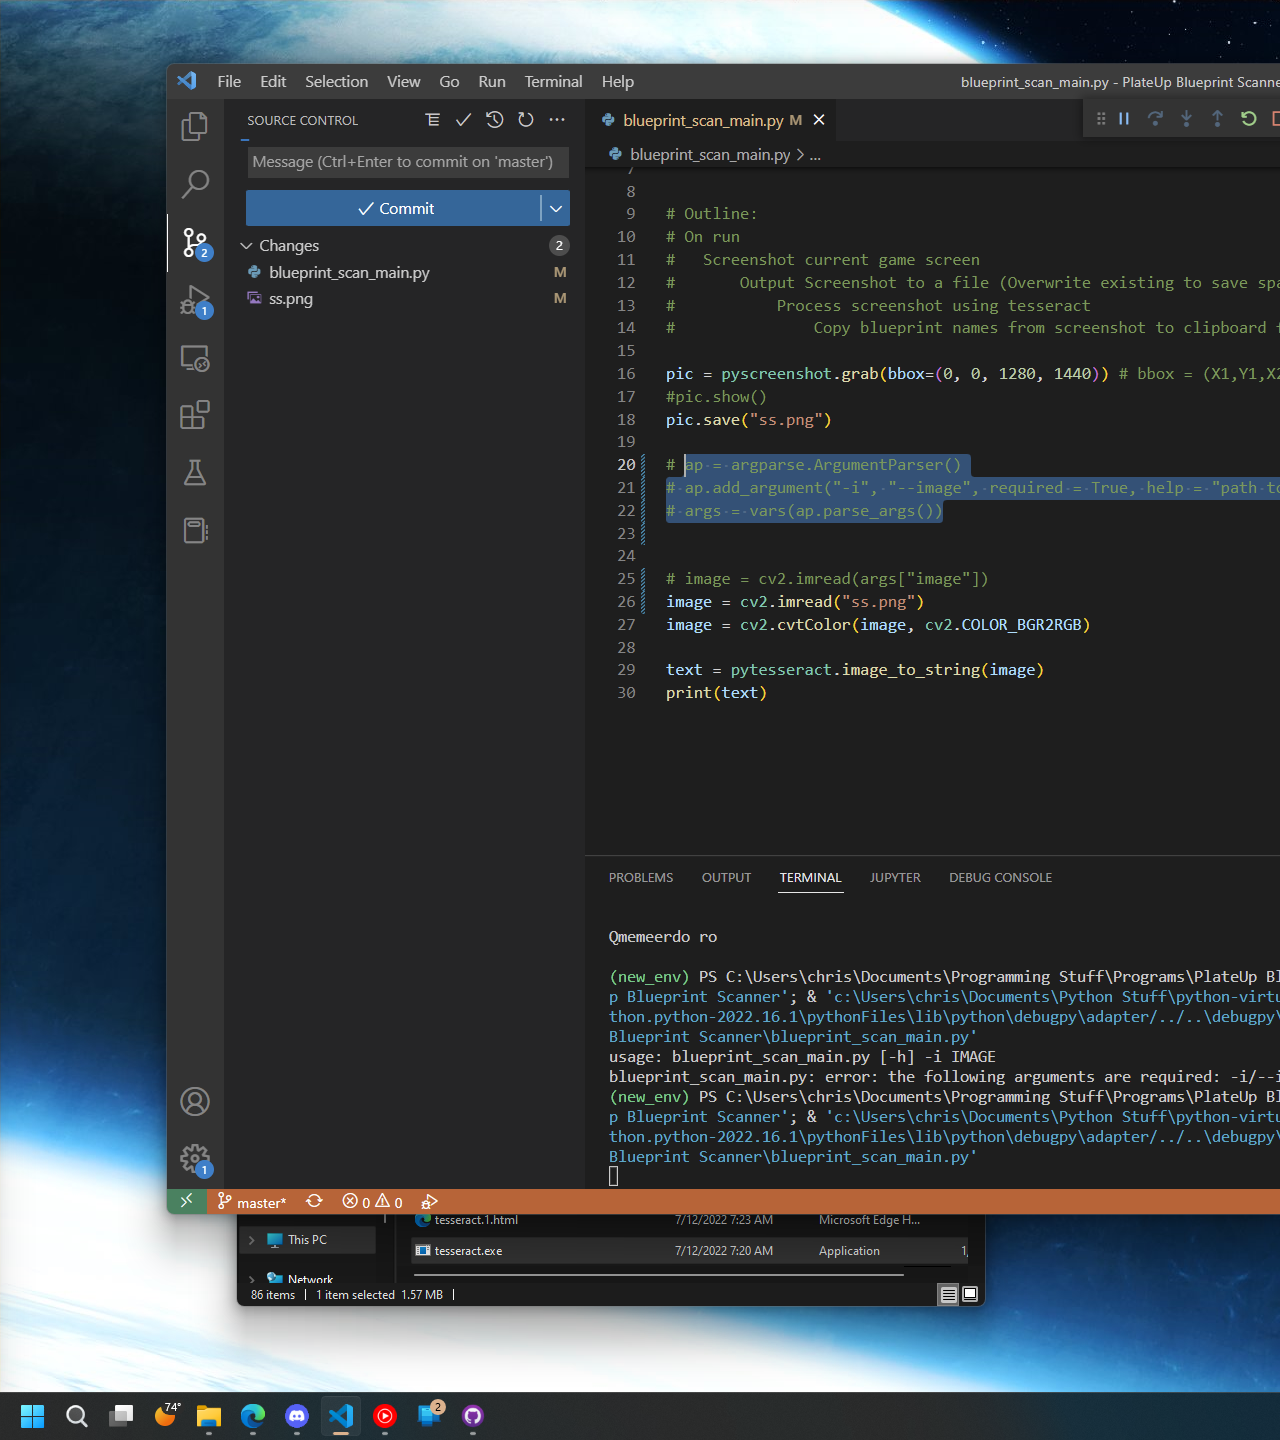 File Edit Selection View Go Run Terminal Help
blueprint_scan_main.py - PlateUp Blueprint Scanne
SOURCE CONTROL
Message (Ctrl+Enter to commit on 'master')
Commit
Changes 2
blueprint_scan_main.py M
ss.png M
2
1
1
blueprint_scan_main.py M
blueprint_scan_main.py > ...
7
8
9 # Outline:
10 # On run
11 #   Screenshot current game screen
12 #       Output Screenshot to a file (Overwrite existing to save spa
13 #           Process screenshot using tesseract
14 #               Copy blueprint names from screenshot to clipboard f
15
16 pic = pyscreenshot.grab(bbox=(0, 0, 1280, 1440)) # bbox = (X1,Y1,X2
17 #pic.show()
18 pic.save("ss.png")
19
20 # ap = argparse.ArgumentParser()
21 # ap.add_argument("-i", "--image", required = True, help = "path to
22 # args = vars(ap.parse_args())
23
24
25 # image = cv2.imread(args["image"])
26 image = cv2.imread("ss.png")
27 image = cv2.cvtColor(image, cv2.COLOR_BGR2RGB)
28
29 text = pytesseract.image_to_string(image)
30 print(text)
PROBLEMS OUTPUT TERMINAL JUPYTER DEBUG CONSOLE
Qmemeerdo ro
(new_env) PS C:\Users\chris\Documents\Programming Stuff\Programs\PlateUp Bl
p Blueprint Scanner'; & 'c:\Users\chris\Documents\Python Stuff\python-virtu
thon.python-2022.16.1\pythonFiles\lib\python\debugpy\adapter/../..\debugpy\
Blueprint Scanner\blueprint_scan_main.py'
usage: blueprint_scan_main.py [-h] -i IMAGE
blueprint_scan_main.py: error: the following arguments are required: -i/--i
(new_env) PS C:\Users\chris\Documents\Programming Stuff\Programs\PlateUp Bl
p Blueprint Scanner'; & 'c:\Users\chris\Documents\Python Stuff\python-virtu
thon.python-2022.16.1\pythonFiles\lib\python\debugpy\adapter/../..\debugpy\
Blueprint Scanner\blueprint_scan_main.py'
master* 0 0
tesseract.1.html 7/12/2022 7:23 AM Microsoft Edge H...
This PC
tesseract.exe 7/12/2022 7:20 AM Application 1,
Network
86 items 1 item selected 1.57 MB
74°
2